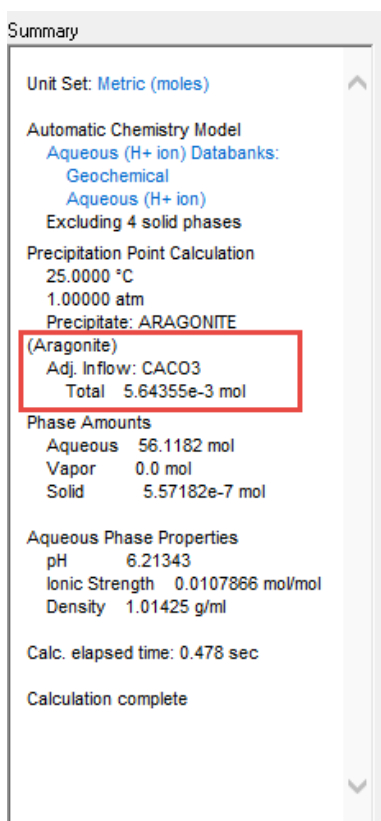 Summary
Unit Set: Metric (moles)
Automatic Chemistry Model
Aqueous (H+ ion) Databanks:
Geochemical
Aqueous (H+ ion)
Excluding 4 solid phases
Precipitation Point Calculation
25.0000 °C
1.00000 atm
Precipitate: ARAGONITE
(Aragonite)
Adj. Inflow: CACO3
Total 5.64355e-3 mol
Phase Amounts
Aqueous 56.1182 mol
Vapor 0.0 mol
Solid 5.57182e-7 mol
Aqueous Phase Properties
pH 6.21343
Ionic Strength 0.0107866 mol/mol
Density 1.01425 g/ml
Calc. elapsed time: 0.478 sec
Calculation complete